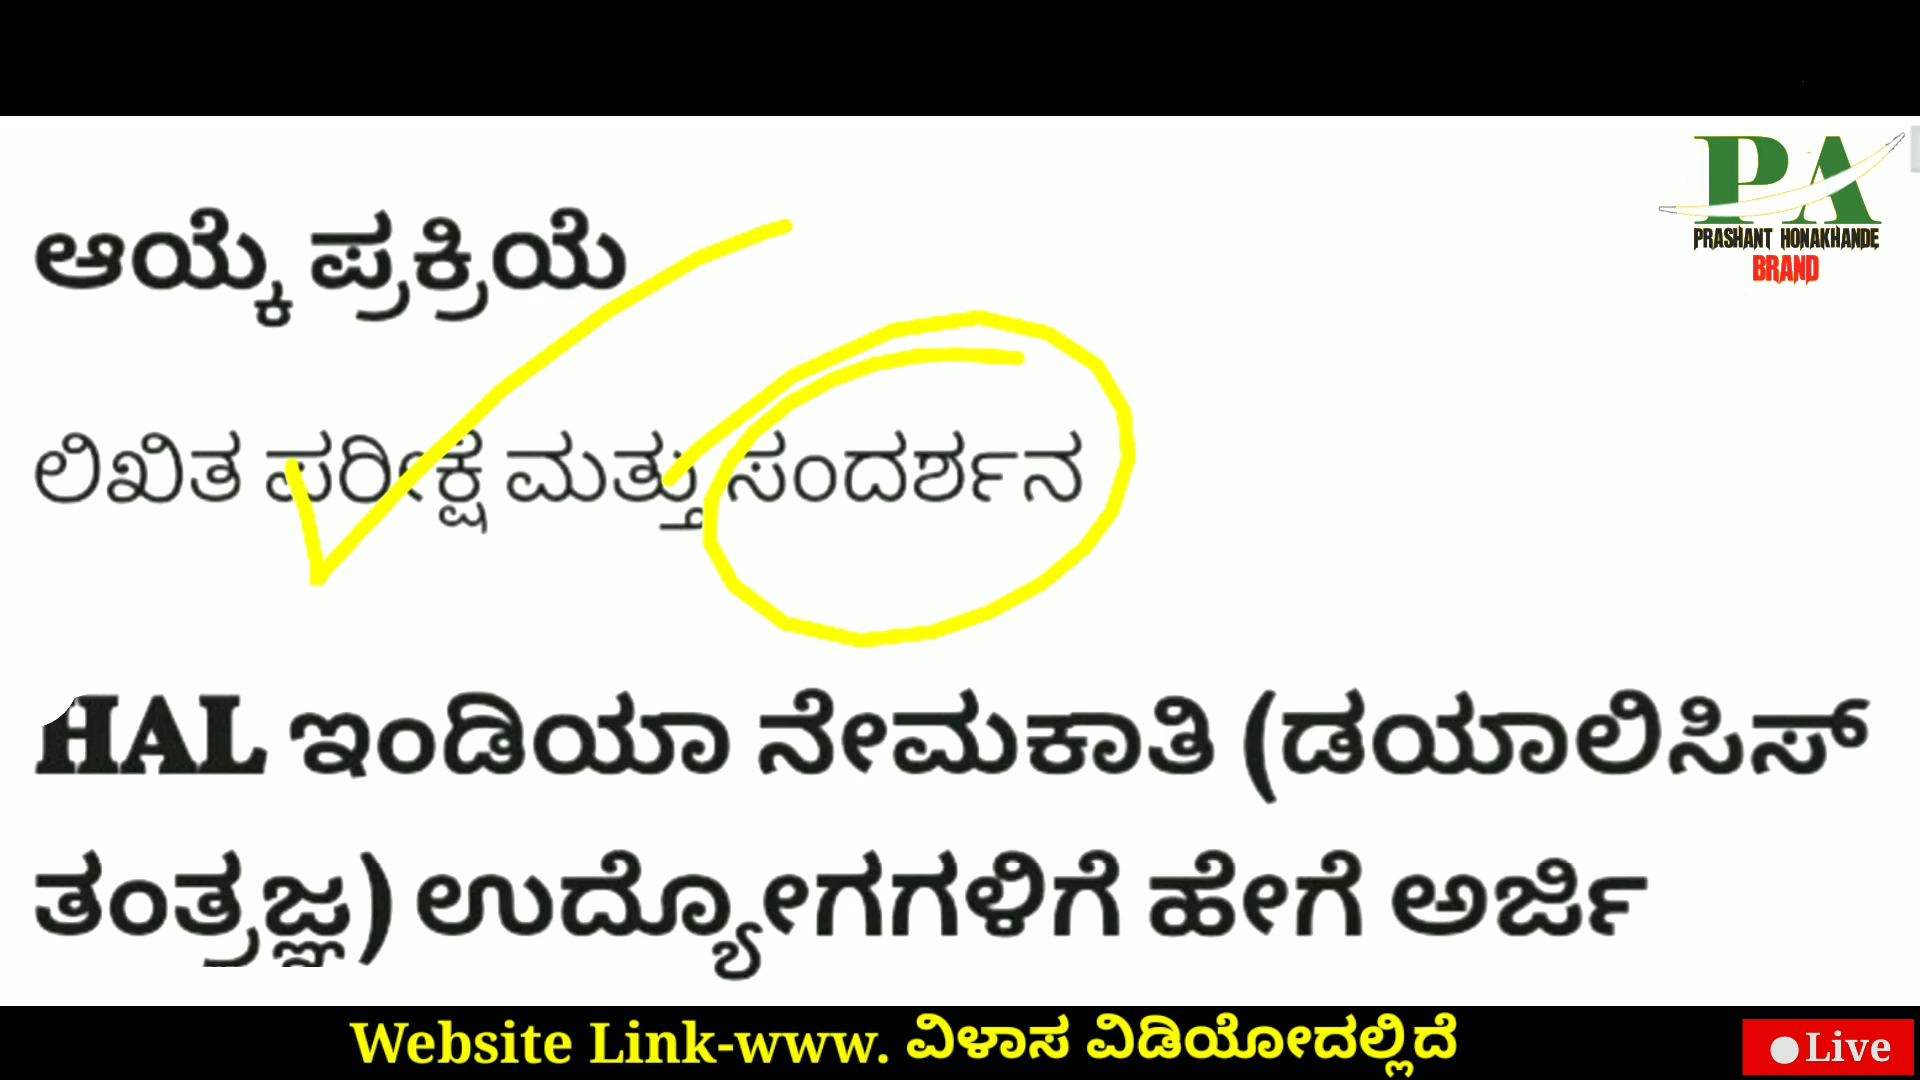 PA
PRASHANT HONAKHANDE
BRAND
ಆಯ್ಕೆ ಪ್ರಕ್ರಿಯೆ
ಲಿಖಿತ ಪರೀಕ್ಷೆ ಮತ್ತು ಸಂದರ್ಶನ
HAL ಇಂಡಿಯಾ ನೇಮಕಾತಿ (ಡಯಾಲಿಸಿಸ್
ತಂತ್ರಜ್ಞ) ಉದ್ಯೋಗಗಳಿಗೆ ಹೇಗೆ ಅರ್ಜಿ
Website Link-www. ವಿಳಾಸ ವಿಡಿಯೋದಲ್ಲಿದೆ
Live